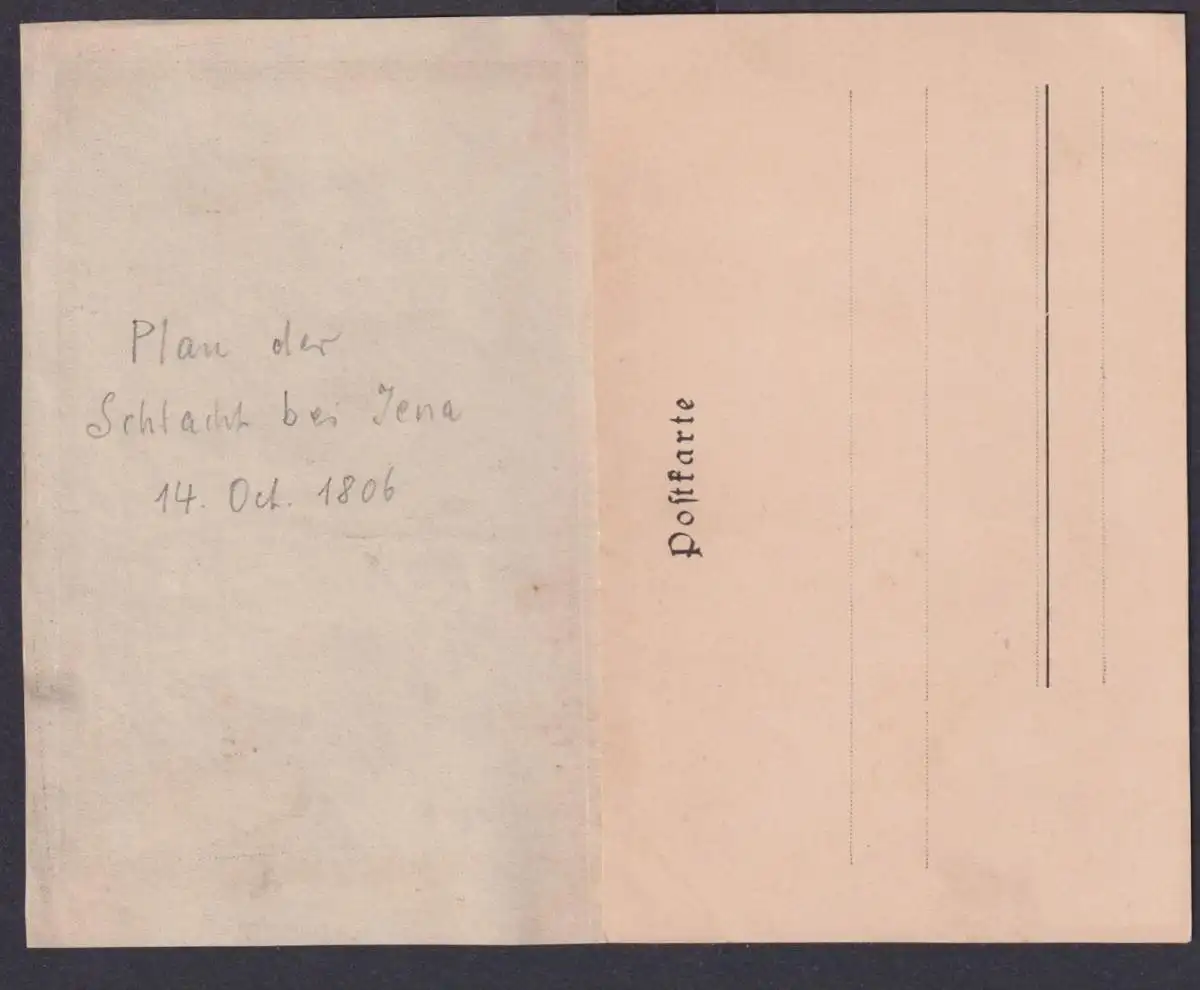 Plan der
Schlacht bei Jena
14. Oct. 1806
Poſtkarte